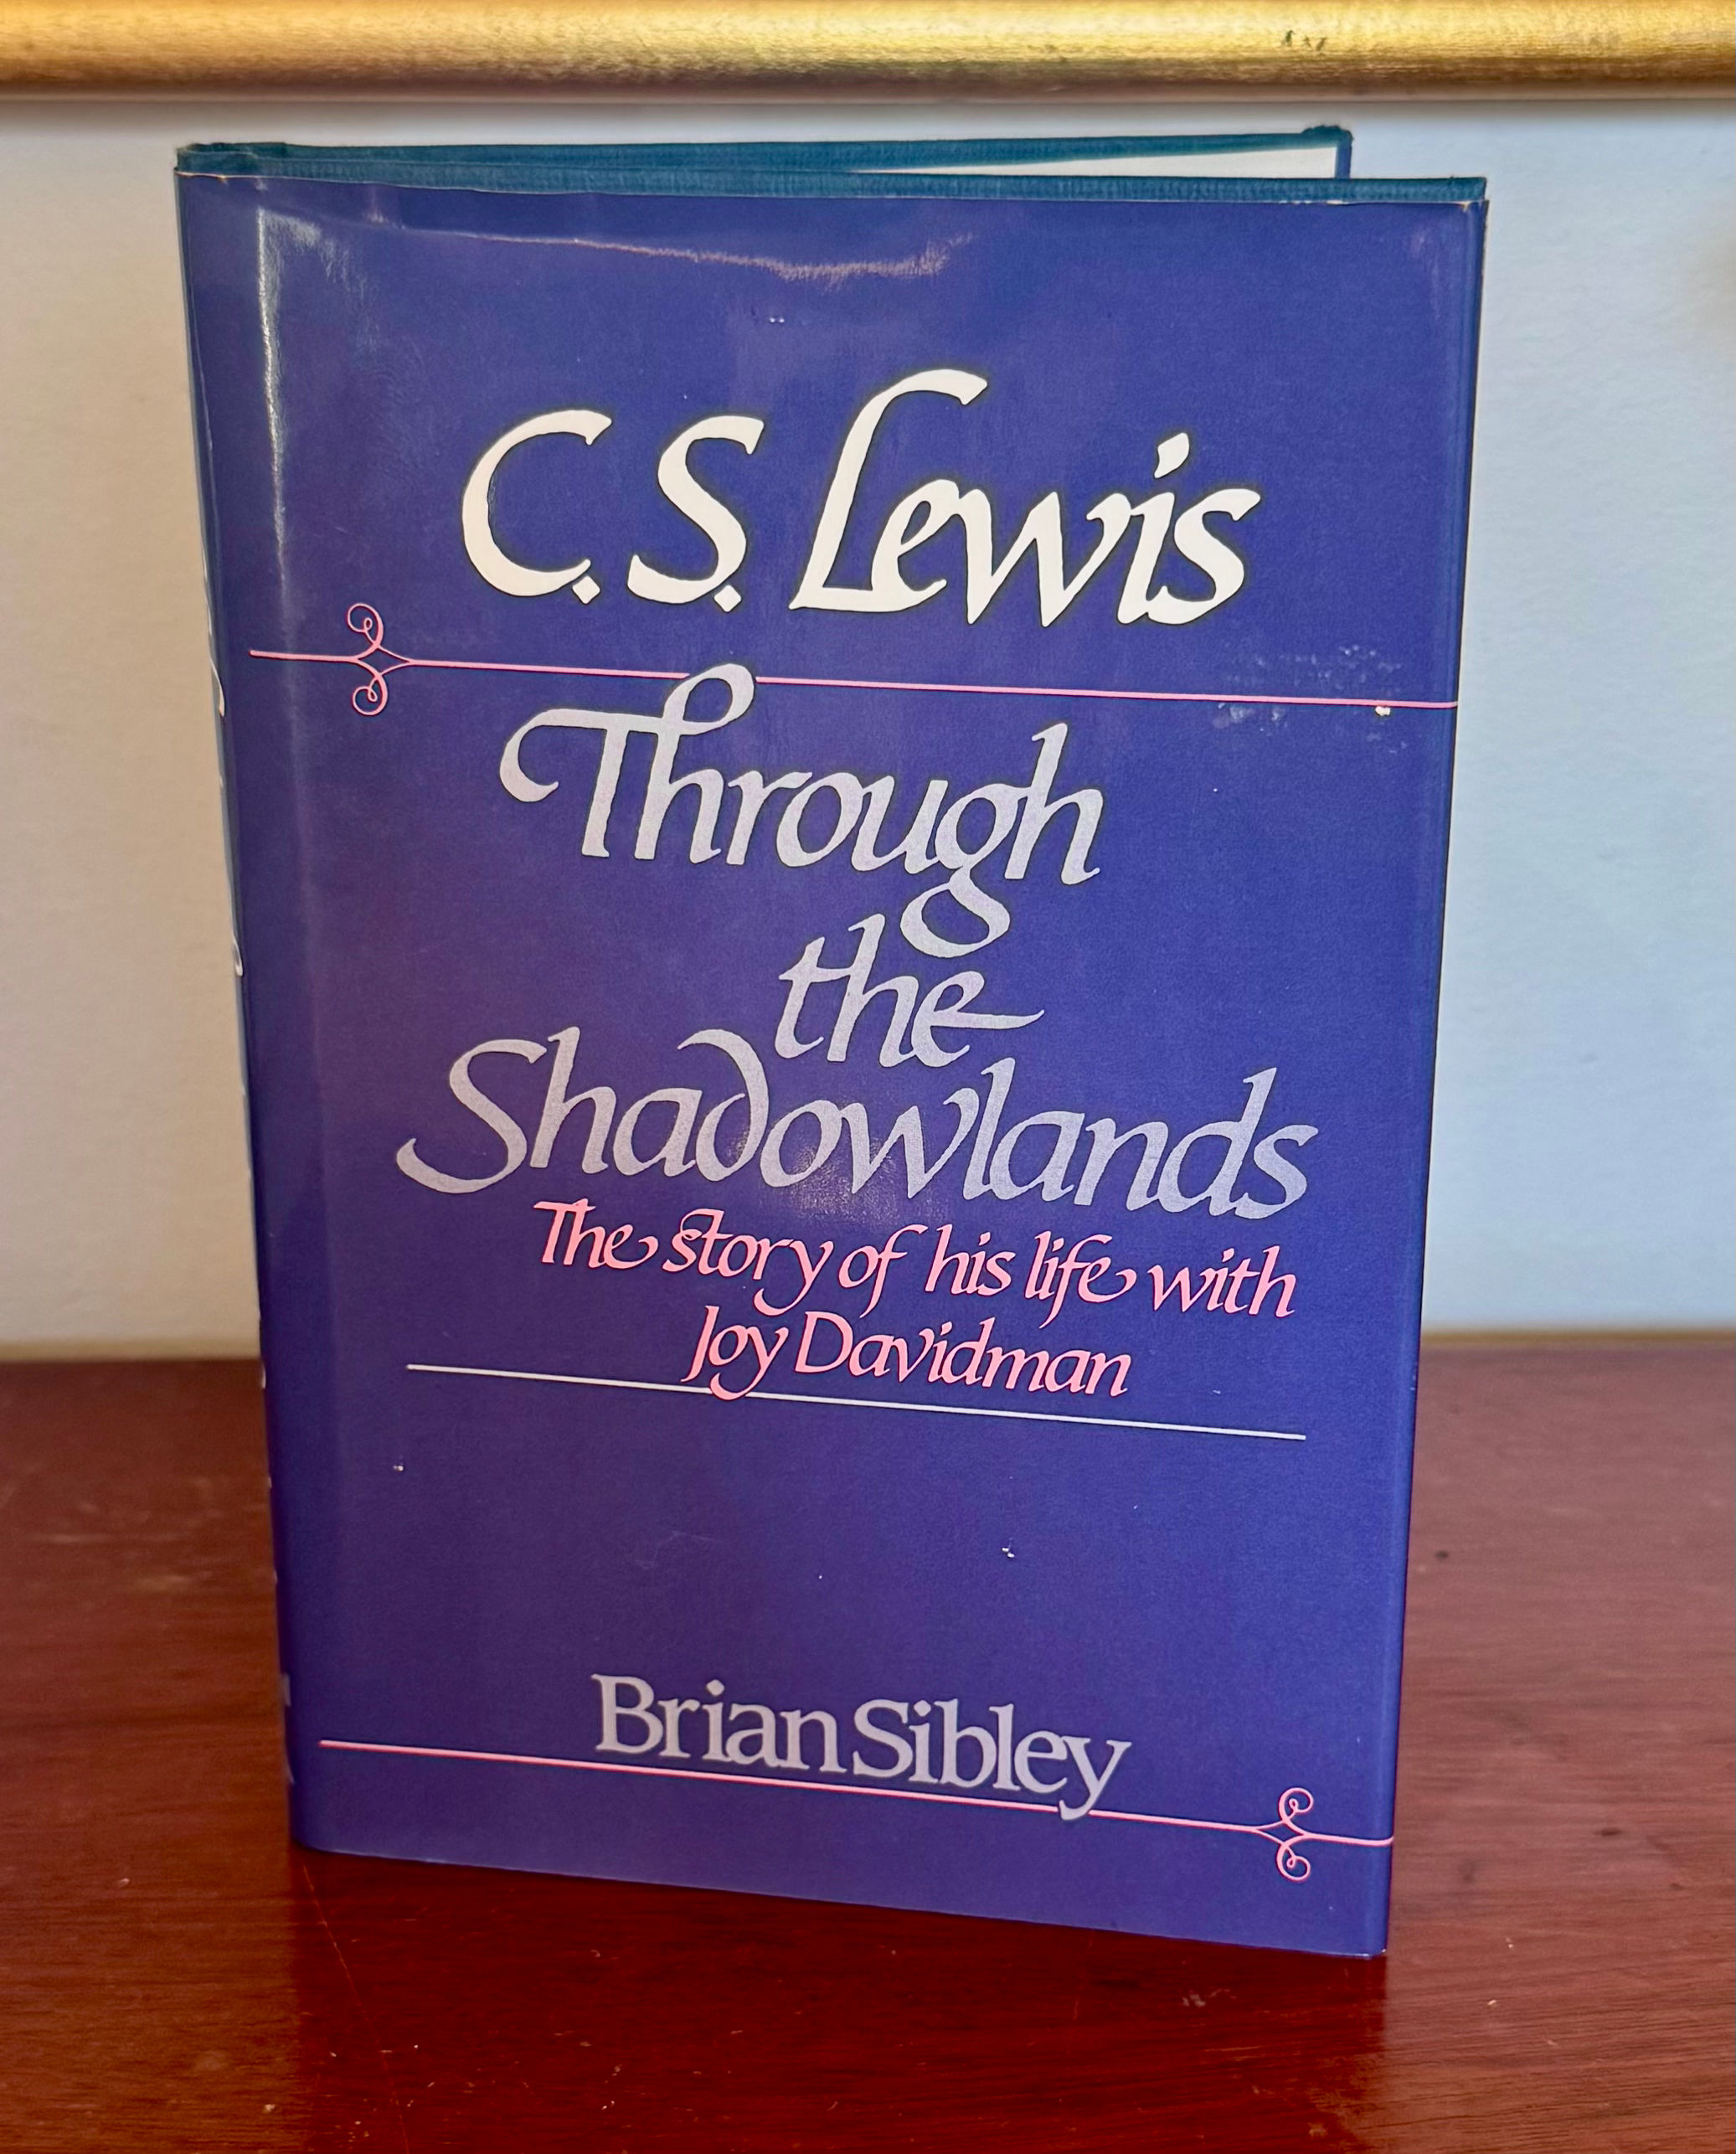 C.S. Lewis
Through
the
Shadowlands
The story of his life with
Joy Davidman
Brian Sibley